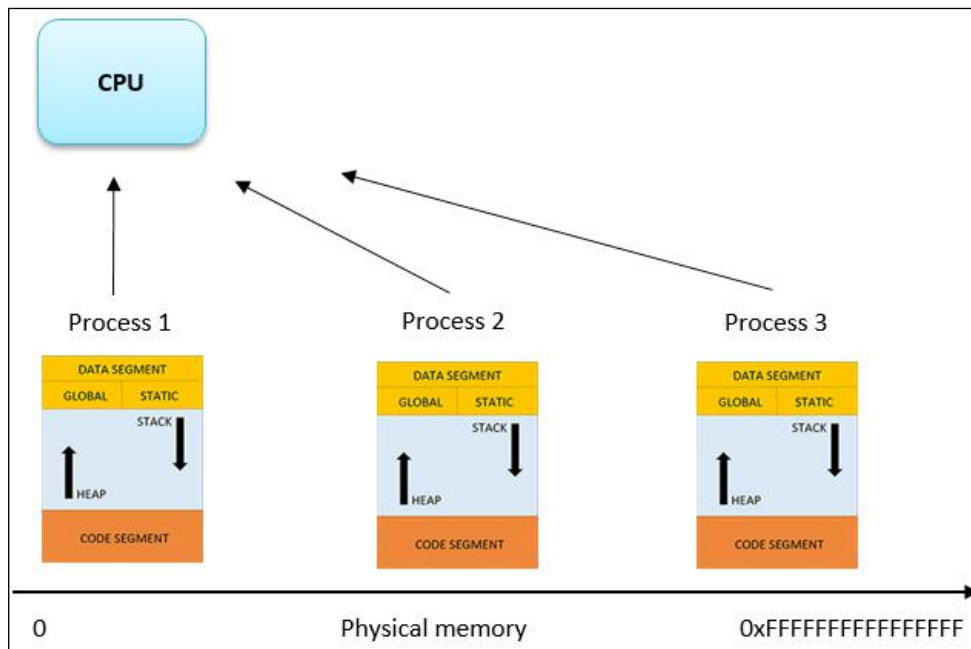 CPU
Process 1
Process 2
Process 3
DATA SEGMENT
GLOBAL STATIC
STACK
HEAP
CODE SEGMENT
DATA SEGMENT
GLOBAL STATIC
STACK
HEAP
CODE SEGMENT
DATA SEGMENT
GLOBAL STATIC
STACK
HEAP
CODE SEGMENT
0 Physical memory 0xFFFFFFFFFFFFFFFF